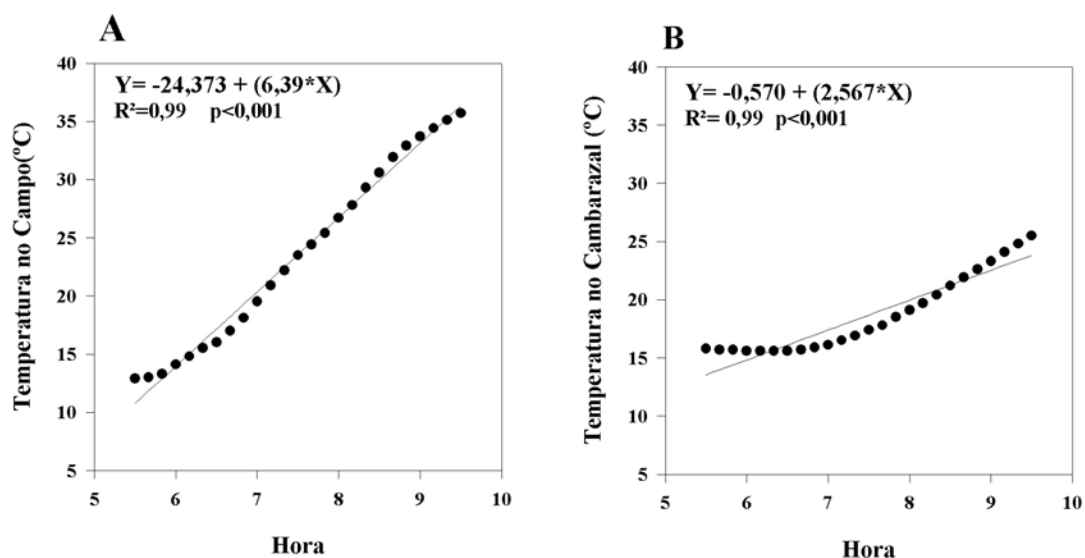 A
Y= -24,373 + (6,39*X)
R²=0,99 p<0,001
Temperatura no Campo(ºC)
40
35
30
25
20
15
10
5
5 6 7 8 9 10
Hora
B
Y= -0,570 + (2,567*X)
R²= 0,99 p<0,001
Temperatura no Cambarazal (ºC)
40
35
30
25
20
15
10
5
5 6 7 8 9 10
Hora